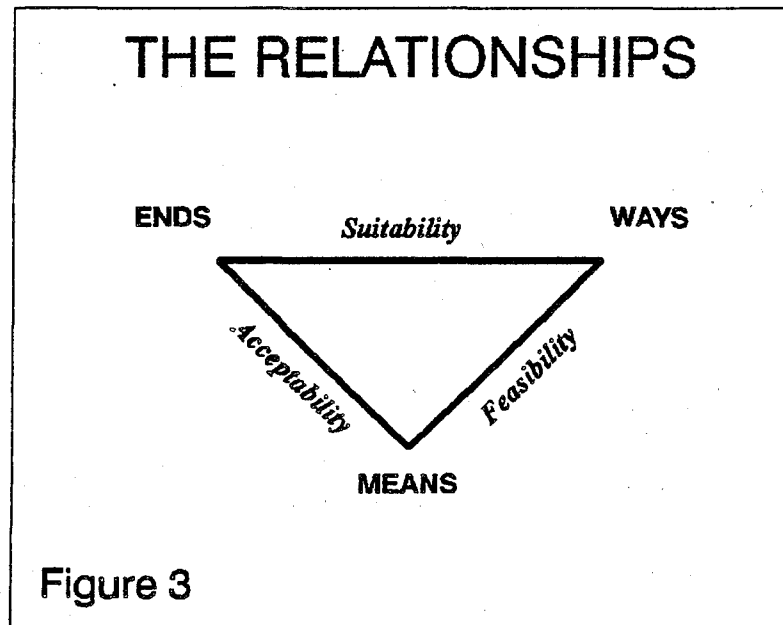 THE RELATIONSHIPS
ENDS
Suitability
WAYS
Acceptability
Feasibility
MEANS
Figure 3